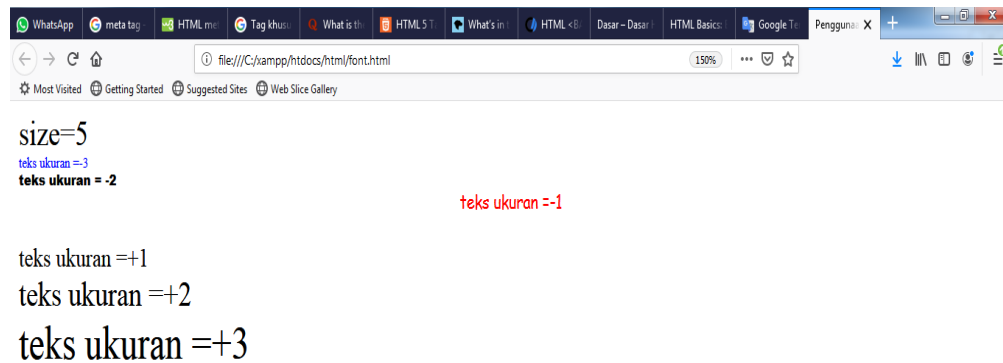 WhatsApp meta tag - HTML met Tag khusu What is th HTML 5 T What's in HTML <B Dasar – Dasar HTML Basics: Google Te Penggunaa
file:///C:/xampp/htdocs/html/font.html 150%
Most Visited Getting Started Suggested Sites Web Slice Gallery
size=5
teks ukuran =-3
teks ukuran = -2
teks ukuran =-1
teks ukuran =+1
teks ukuran =+2
teks ukuran =+3